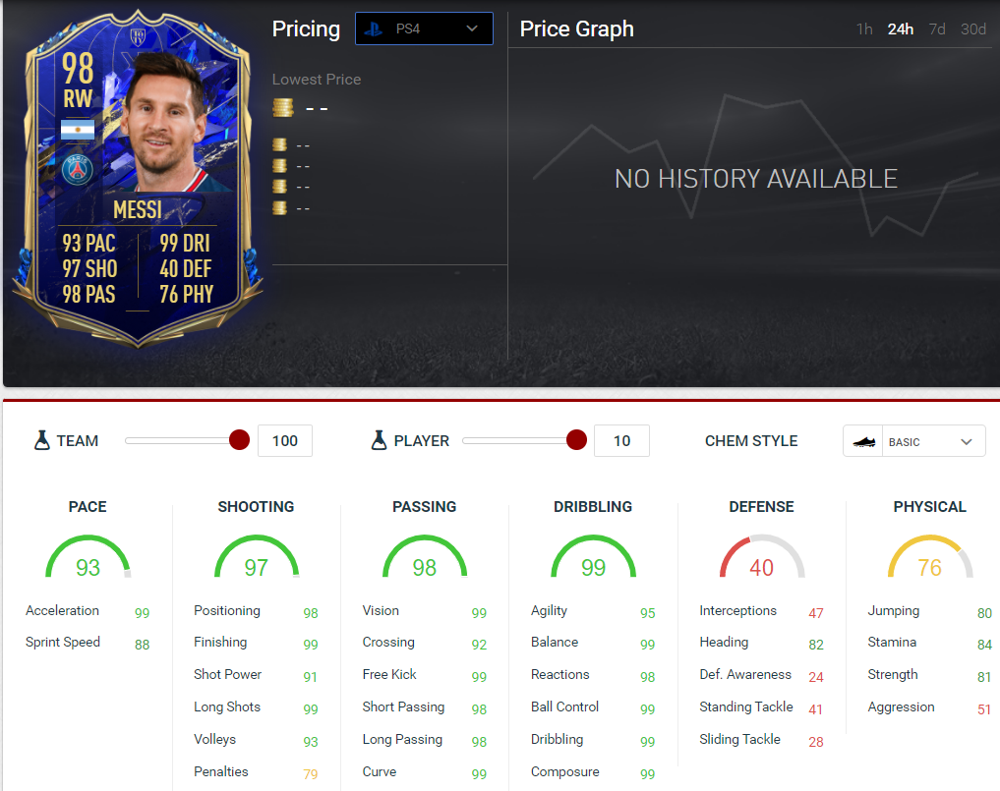 98
RW
PARIS
MESSI
93 PAC 99 DRI
97 SHO 40 DEF
98 PAS 76 PHY
Pricing PS4
Lowest Price
- -
- -
- -
- -
- -
Price Graph 1h 24h 7d 30d
NO HISTORY AVAILABLE
TEAM 100 PLAYER 10 CHEM STYLE BASIC
PACE SHOOTING PASSING DRIBBLING DEFENSE PHYSICAL
93 97 98 99 40 76
Acceleration 99 Positioning 98 Vision 99 Agility 95 Interceptions 47 Jumping 80
Sprint Speed 88 Finishing 99 Crossing 92 Balance 99 Heading 82 Stamina 84
Shot Power 91 Free Kick 99 Reactions 98 Def. Awareness 24 Strength 81
Long Shots 99 Short Passing 98 Ball Control 99 Standing Tackle 41 Aggression 51
Volleys 93 Long Passing 98 Dribbling 99 Sliding Tackle 28
Penalties 79 Curve 99 Composure 99